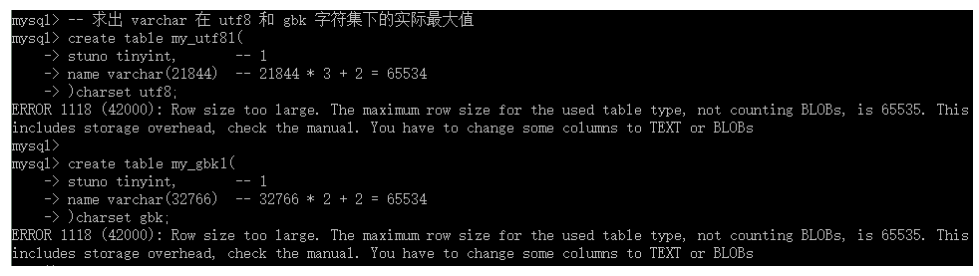 mysql> -- 求出 varchar 在 utf8 和 gbk 字符集下的实际最大值
mysql> create table my_utf81(
    -> stuno tinyint,        -- 1
    -> name varchar(21844)  -- 21844 * 3 + 2 = 65534
    -> )charset utf8;
ERROR 1118 (42000): Row size too large. The maximum row size for the used table type, not counting BLOBs, is 65535. This
includes storage overhead, check the manual. You have to change some columns to TEXT or BLOBs
mysql>
mysql> create table my_gbk1(
    -> stuno tinyint,        -- 1
    -> name varchar(32766)  -- 32766 * 2 + 2 = 65534
    -> )charset gbk;
ERROR 1118 (42000): Row size too large. The maximum row size for the used table type, not counting BLOBs, is 65535. This
includes storage overhead, check the manual. You have to change some columns to TEXT or BLOBs